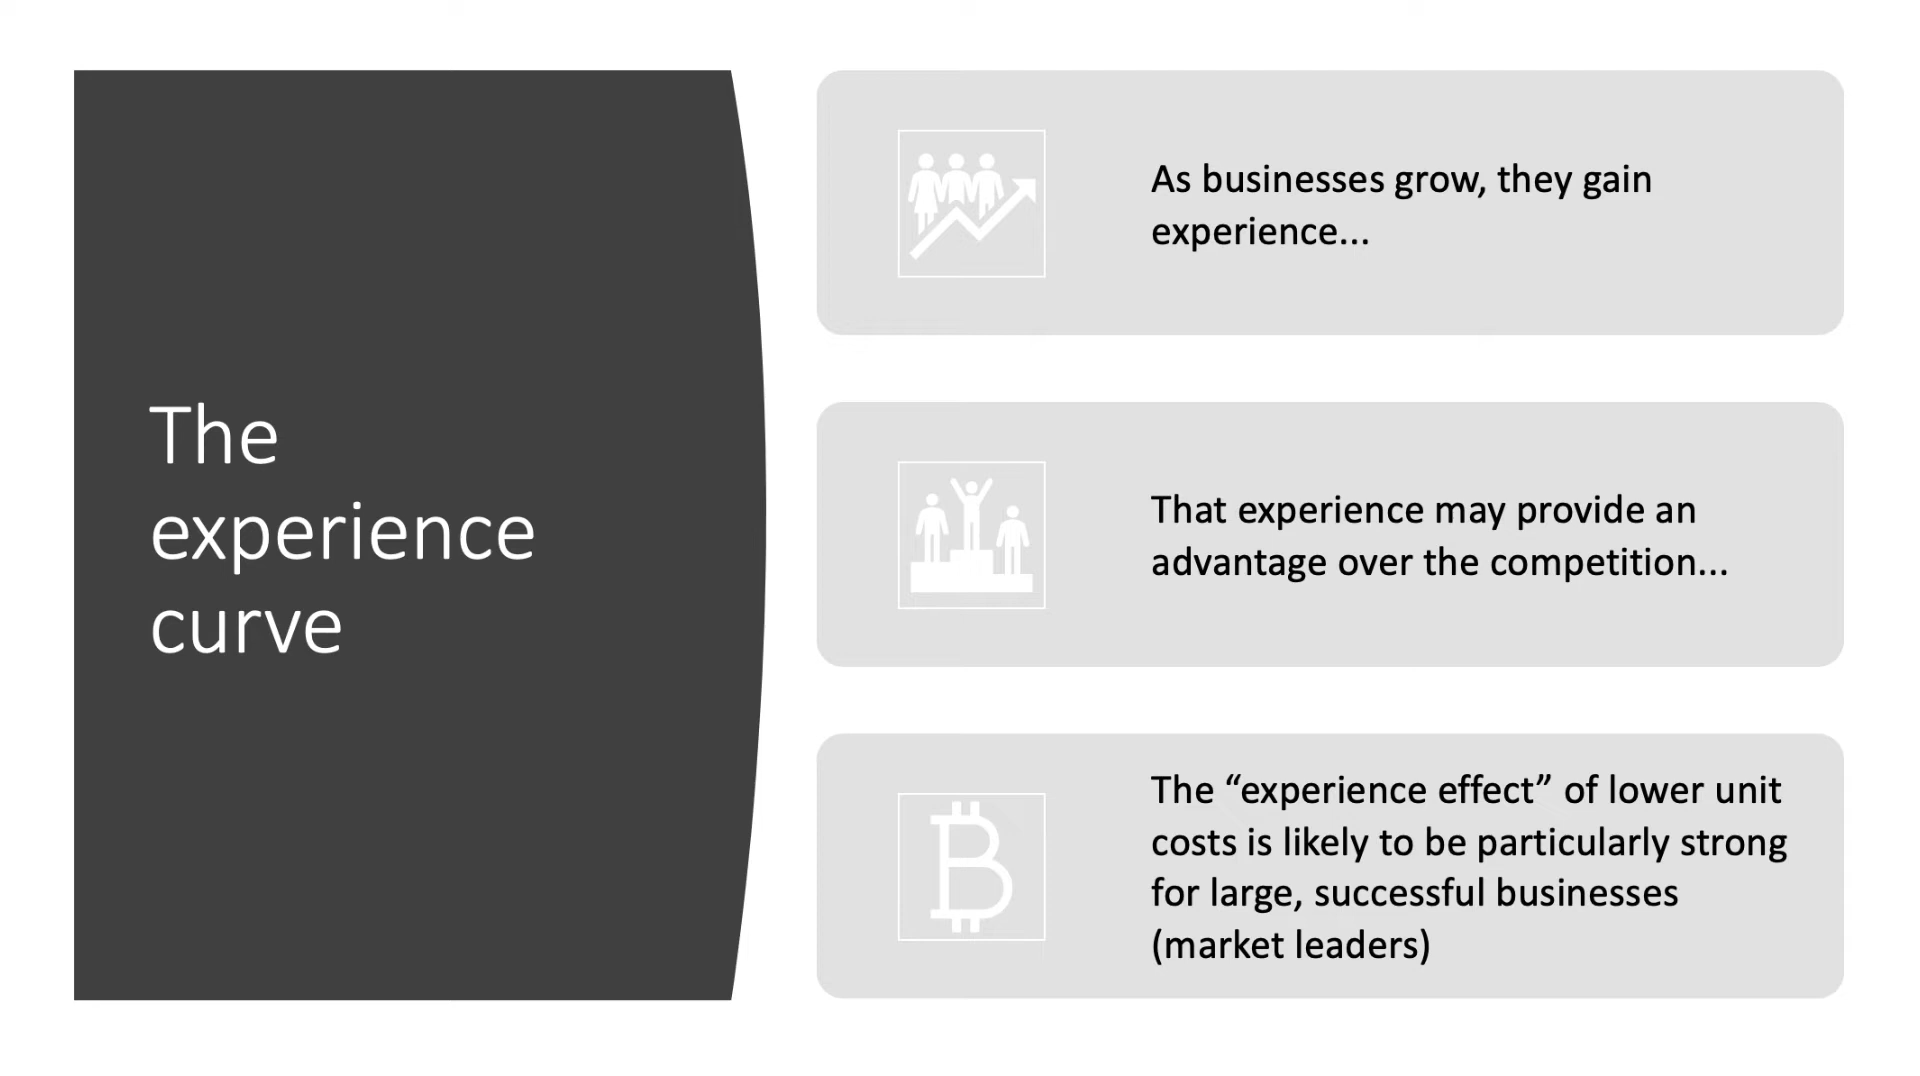 The
experience
curve
As businesses grow, they gain
experience...
That experience may provide an
advantage over the competition...
The “experience effect” of lower unit
costs is likely to be particularly strong
for large, successful businesses
(market leaders)